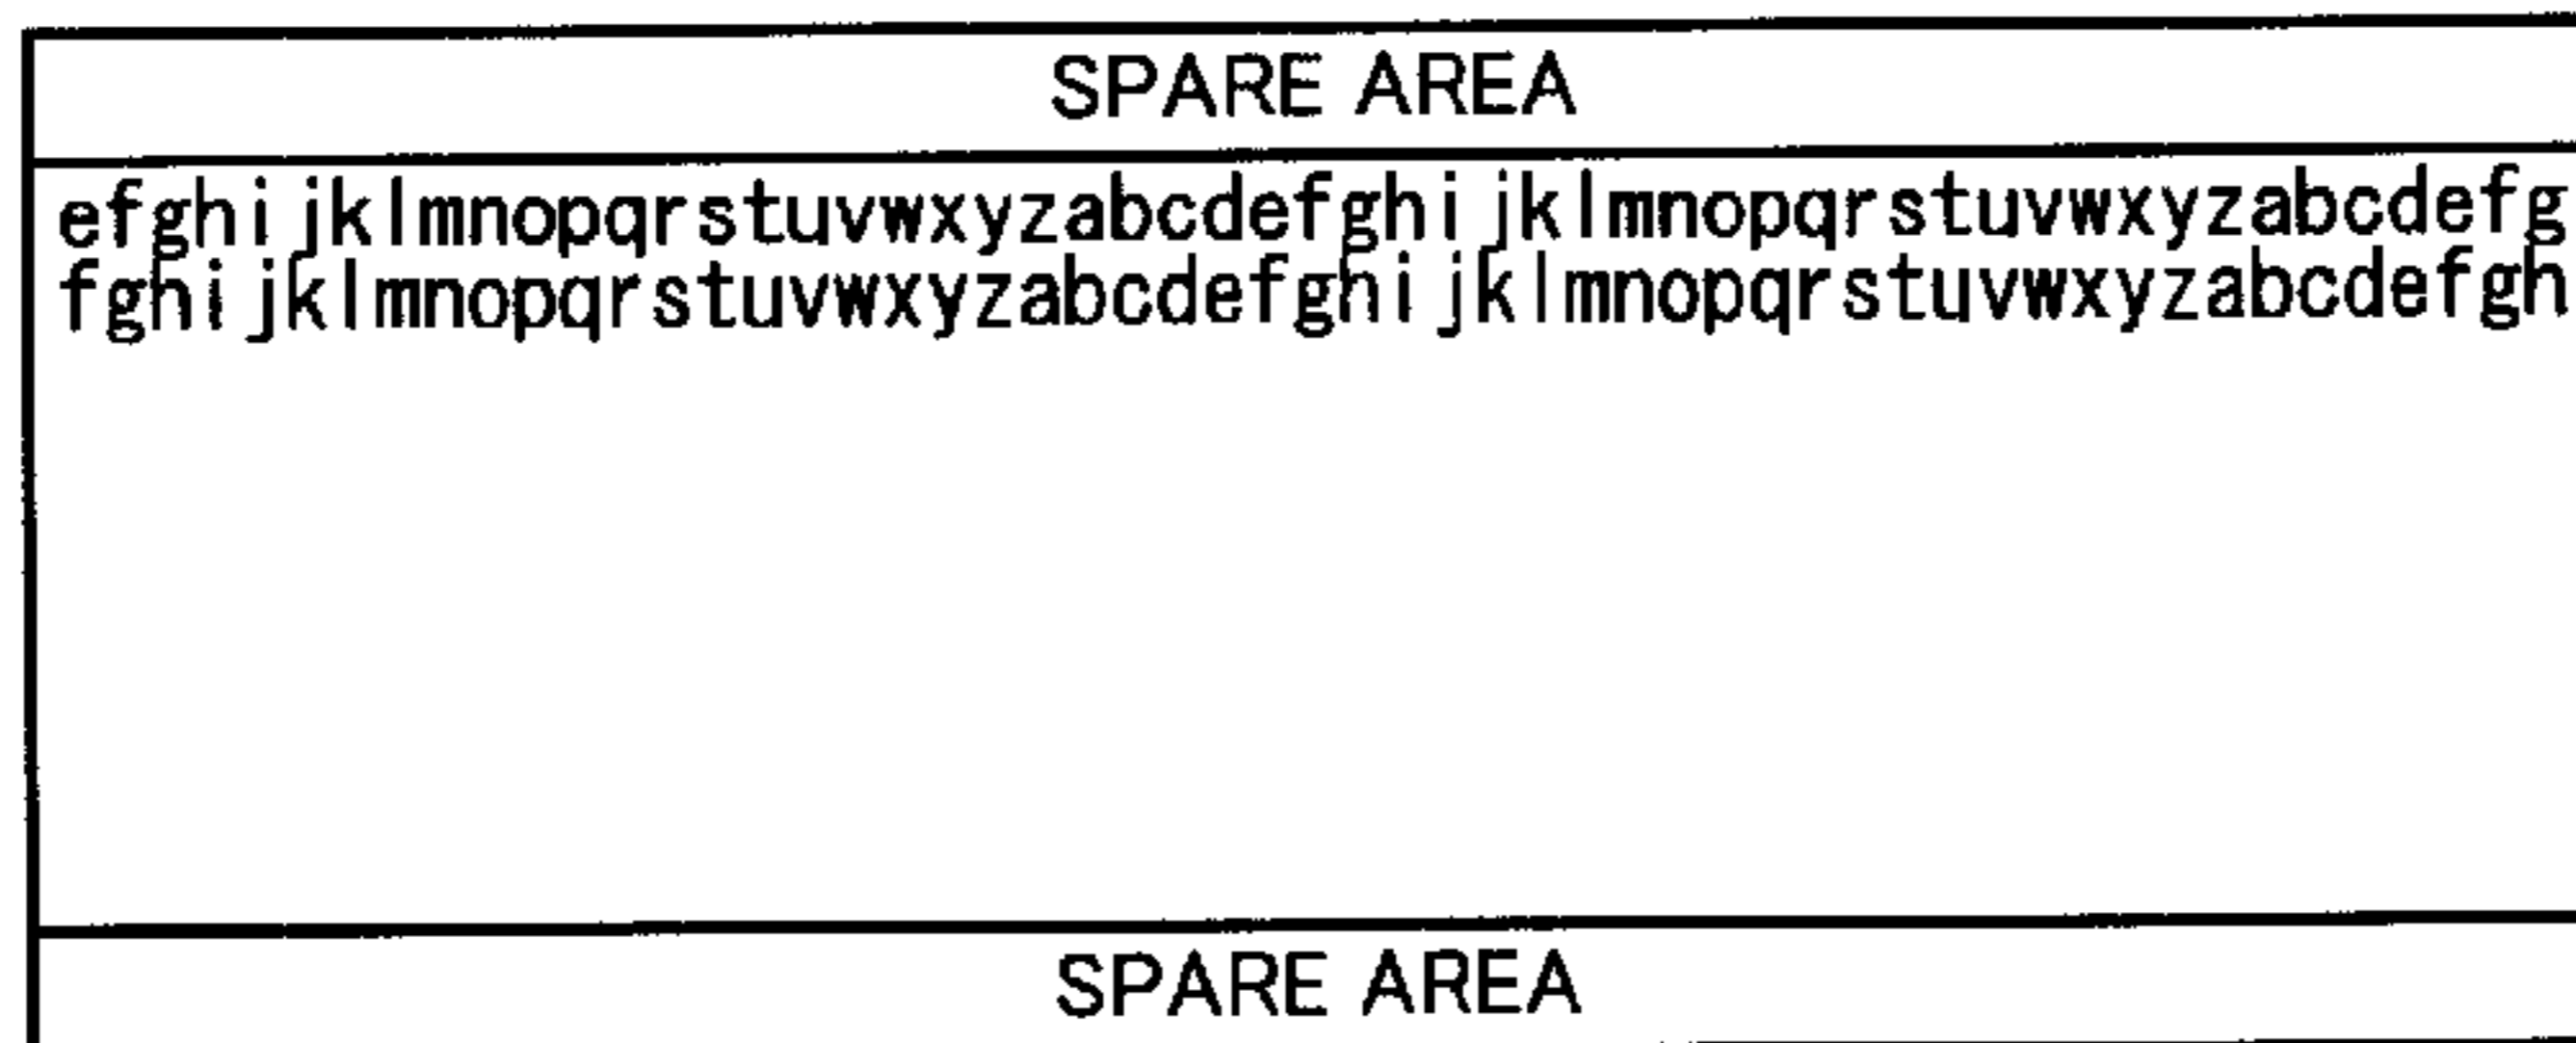 SPARE AREA
efghijklmnopqrstuvwxyzabcdefghijklmnopqrstuvwxyzabcdefg
fghijklmnopqrstuvwxyzabcdefghijklmnopqrstuvwxyzabcdefgh
SPARE AREA